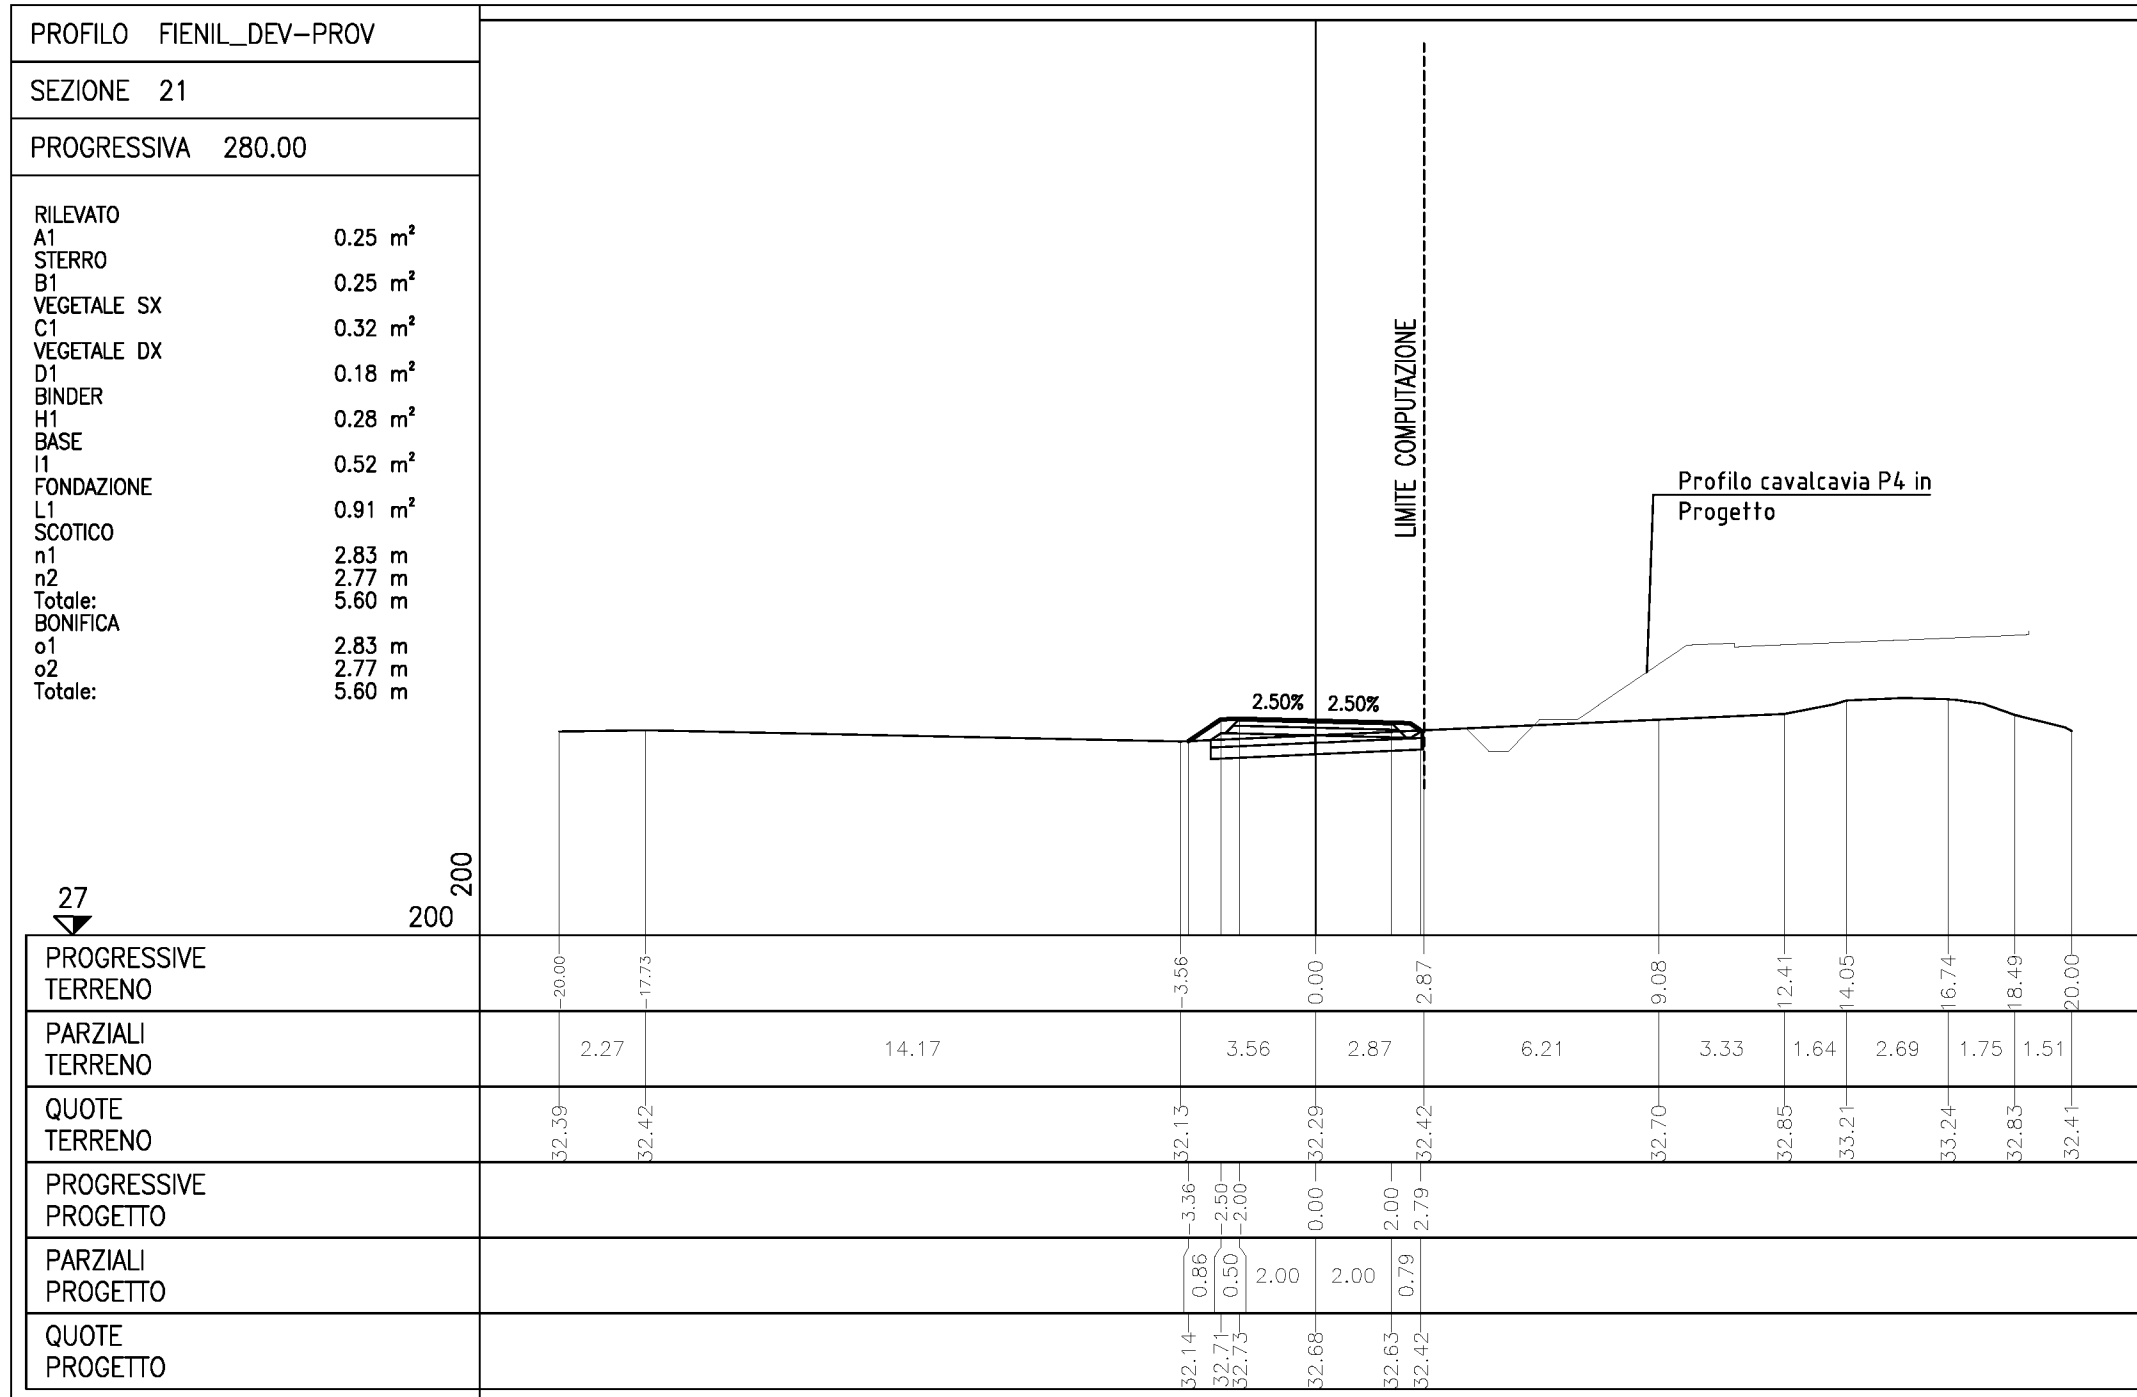 PROFILO FIENIL_DEV-PROV
SEZIONE 21
PROGRESSIVA 280.00
RILEVATO
A1 0.25 m²
STERRO
B1 0.25 m²
VEGETALE SX
C1 0.32 m²
VEGETALE DX
D1 0.18 m²
BINDER
H1 0.28 m²
BASE
I1 0.52 m²
FONDAZIONE
L1 0.91 m²
SCOTICO
n1 2.83 m
n2 2.77 m
Totale: 5.60 m
BONIFICA
o1 2.83 m
o2 2.77 m
Totale: 5.60 m
27
200
200
LIMITE COMPUTAZIONE
Profilo cavalcavia P4 in
Progetto
2.50% 2.50%
PROGRESSIVE
TERRENO
-20.00 -17.73 -3.56 0.00 2.87 9.08 12.41 14.05 16.74 18.49 20.00
PARZIALI
TERRENO
2.27 14.17 3.56 2.87 6.21 3.33 1.64 2.69 1.75 1.51
QUOTE
TERRENO
32.39 32.42 32.13 32.29 32.42 32.70 32.85 33.21 33.24 32.83 32.41
PROGRESSIVE
PROGETTO
-3.36 -2.50 -2.00 0.00 2.00 2.79
PARZIALI
PROGETTO
0.86 0.50 2.00 2.00 0.79
QUOTE
PROGETTO
32.14 32.71 32.73 32.68 32.63 32.42